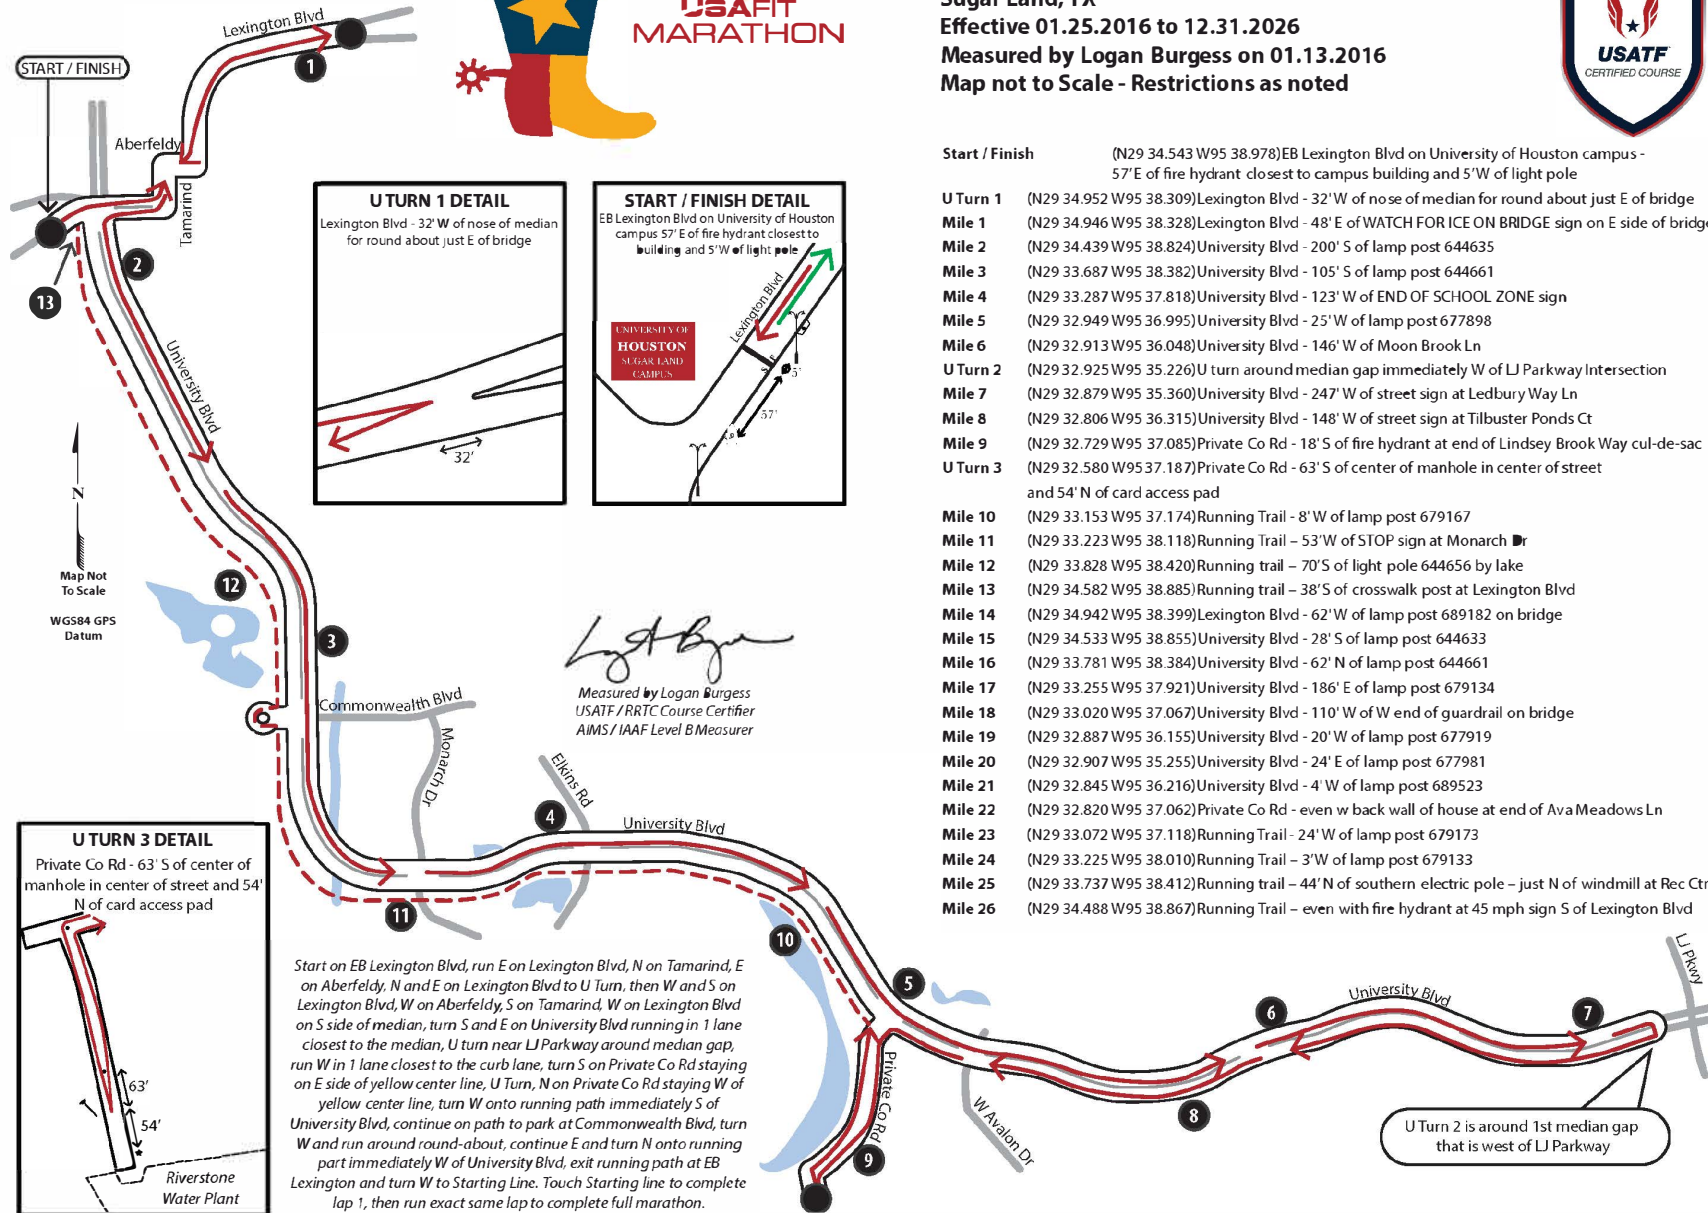 USAFIT
MARATHON
Sugar Land, TX
Effective 01.25.2016 to 12.31.2026
Measured by Logan Burgess on 01.13.2016
Map not to Scale - Restrictions as noted
USATF
CERTIFIED COURSE
START / FINISH
Lexington Blvd
1
Aberfeldy
Tamarind
2
13
University Blvd
N
Map Not
To Scale
WGS84 GPS
Datum
12
3
Commonwealth Blvd
Monarch Dr
Elkins Rd
4
University Blvd
11
10
5
6
University Blvd
7
LJ Pkwy
8
W Avalon Dr
Private Co Rd
9
U Turn 2 is around 1st median gap
that is west of LJ Parkway
U TURN 1 DETAIL
Lexington Blvd - 32' W of nose of median
for round about just E of bridge
32'
START / FINISH DETAIL
EB Lexington Blvd on University of Houston
campus 57' E of fire hydrant closest to
building and 5'W of light pole
Lexington Blvd
UNIVERSITY OF
HOUSTON
SUGAR LAND
CAMPUS
5'
57'
Measured by Logan Burgess
USATF / RRTC Course Certifier
AIMS / IAAF Level B Measurer
U TURN 3 DETAIL
Private Co Rd - 63' S of center of
manhole in center of street and 54'
N of card access pad
63'
54'
Riverstone
Water Plant
Start on EB Lexington Blvd, run E on Lexington Blvd, N on Tamarind, E
on Aberfeldy, N and E on Lexington Blvd to U Turn, then W and S on
Lexington Blvd, W on Aberfeldy, S on Tamarind, W on Lexington Blvd
on S side of median, turn S and E on University Blvd running in 1 lane
closest to the median, U turn near LJ Parkway around median gap,
run W in 1 lane closest to the curb lane, turn S on Private Co Rd staying
on E side of yellow center line, U Turn, N on Private Co Rd staying W of
yellow center line, turn W onto running path immediately S of
University Blvd, continue on path to park at Commonwealth Blvd, turn
W and run around round-about, continue E and turn N onto running
part immediately W of University Blvd, exit running path at EB
Lexington and turn W to Starting Line. Touch Starting line to complete
lap 1, then run exact same lap to complete full marathon.
Start / Finish (N29 34.543 W95 38.978)EB Lexington Blvd on University of Houston campus -
57'E of fire hydrant closest to campus building and 5'W of light pole
U Turn 1 (N29 34.952 W95 38.309)Lexington Blvd - 32' W of nose of median for round about just E of bridge
Mile 1 (N29 34.946 W95 38.328)Lexington Blvd - 48' E of WATCH FOR ICE ON BRIDGE sign on E side of bridge
Mile 2 (N29 34.439 W95 38.824)University Blvd - 200' S of lamp post 644635
Mile 3 (N29 33.687 W95 38.382)University Blvd - 105' S of lamp post 644661
Mile 4 (N29 33.287 W95 37.818)University Blvd - 123' W of END OF SCHOOL ZONE sign
Mile 5 (N29 32.949 W95 36.995)University Blvd - 25' W of lamp post 677898
Mile 6 (N29 32.913 W95 36.048)University Blvd - 146' W of Moon Brook Ln
U Turn 2 (N29 32.925 W95 35.226)U turn around median gap immediately W of LJ Parkway Intersection
Mile 7 (N29 32.879 W95 35.360)University Blvd - 247' W of street sign at Ledbury Way Ln
Mile 8 (N29 32.806 W95 36.315)University Blvd - 148' W of street sign at Tilbuster Ponds Ct
Mile 9 (N29 32.729 W95 37.085)Private Co Rd - 18' S of fire hydrant at end of Lindsey Brook Way cul-de-sac
U Turn 3 (N29 32.580 W95 37.187)Private Co Rd - 63' S of center of manhole in center of street
and 54' N of card access pad
Mile 10 (N29 33.153 W95 37.174)Running Trail - 8' W of lamp post 679167
Mile 11 (N29 33.223 W95 38.118)Running Trail – 53'W of STOP sign at Monarch Dr
Mile 12 (N29 33.828 W95 38.420)Running trail – 70'S of light pole 644656 by lake
Mile 13 (N29 34.582 W95 38.885)Running trail – 38'S of crosswalk post at Lexington Blvd
Mile 14 (N29 34.942 W95 38.399)Lexington - 62' W of lamp post 689182 on bridge
Mile 15 (N29 34.533 W95 38.855)University Blvd - 28' S of lamp post 644633
Mile 16 (N29 33.781 W95 38.384)University Blvd - 62' N of lamp post 644661
Mile 17 (N29 33.255 W95 37.921)University Blvd - 186' E of lamp post 679134
Mile 18 (N29 33.020 W95 37.067)University Blvd - 110' W of W end of guardrail on bridge
Mile 19 (N29 32.887 W95 36.155)University Blvd - 20' W of lamp post 677919
Mile 20 (N29 32.907 W95 35.255)University Blvd - 24' E of lamp post 677981
Mile 21 (N29 32.845 W95 36.216)University Blvd - 4' W of lamp post 689523
Mile 22 (N29 32.820 W95 37.062)Private Co Rd - even w back wall of house at end of Ava Meadows Ln
Mile 23 (N29 33.072 W95 37.118)Running Trail - 24' W of lamp post 679173
Mile 24 (N29 33.225 W95 38.010)Running Trail – 3'W of lamp post 679133
Mile 25 (N29 33.737 W95 38.412)Running trail – 44'N of southern electric pole – just N of windmill at Rec Ctr
Mile 26 (N29 34.488 W95 38.867)Running Trail – even with fire hydrant at 45 mph sign S of Lexington Blvd